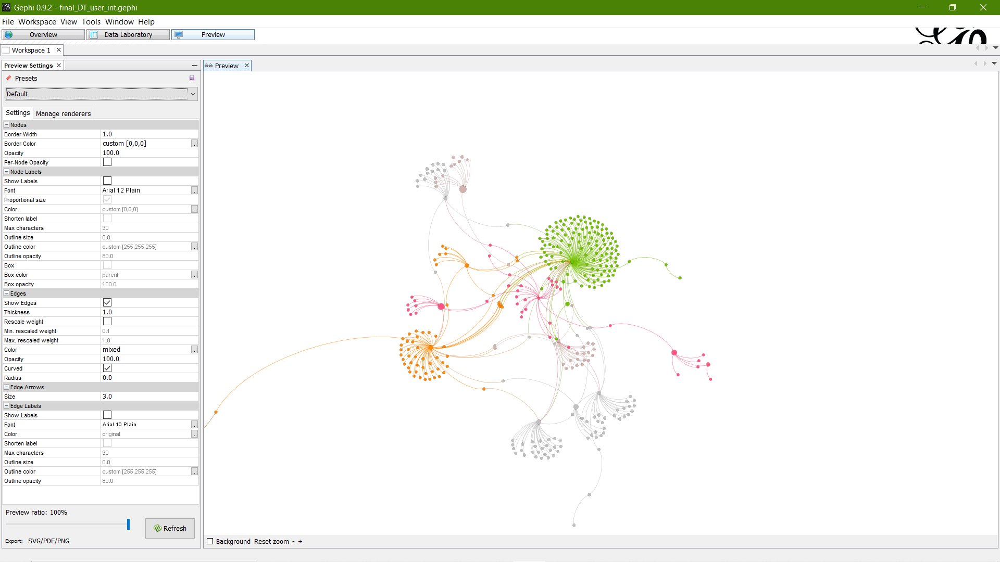 Gephi 0.9.2 - final_DT_user_int.gephi
File Workspace View Tools Window Help
Overview Data Laboratory Preview
Workspace 1
Preview Settings
Preview
Presets
Default
Settings Manage renderers
Nodes
Border Width 1.0
Border Color custom [0,0,0] ...
Opacity 100.0
Per-Node Opacity
Node Labels
Show Labels
Font Arial 12 Plain ...
Proportional size
Color custom [0,0,0] ...
Shorten label
Max characters 30
Outline size 0.0
Outline color custom [255,255,255] ...
Outline opacity 80.0
Box
Box color parent ...
Box opacity 100.0
Edges
Show Edges
Thickness 1.0
Rescale weight
Min. rescaled weight 0.1
Max. rescaled weight 1.0
Color mixed ...
Opacity 100.0
Curved
Radius 0.0
Edge Arrows
Size 3.0
Edge Labels
Show Labels
Font Arial 10 Plain ...
Color original ...
Shorten label
Max characters 30
Outline size 0.0
Outline color custom [255,255,255] ...
Outline opacity 80.0
Preview ratio: 100%
Refresh
Export: SVG/PDF/PNG
Background Reset zoom - +